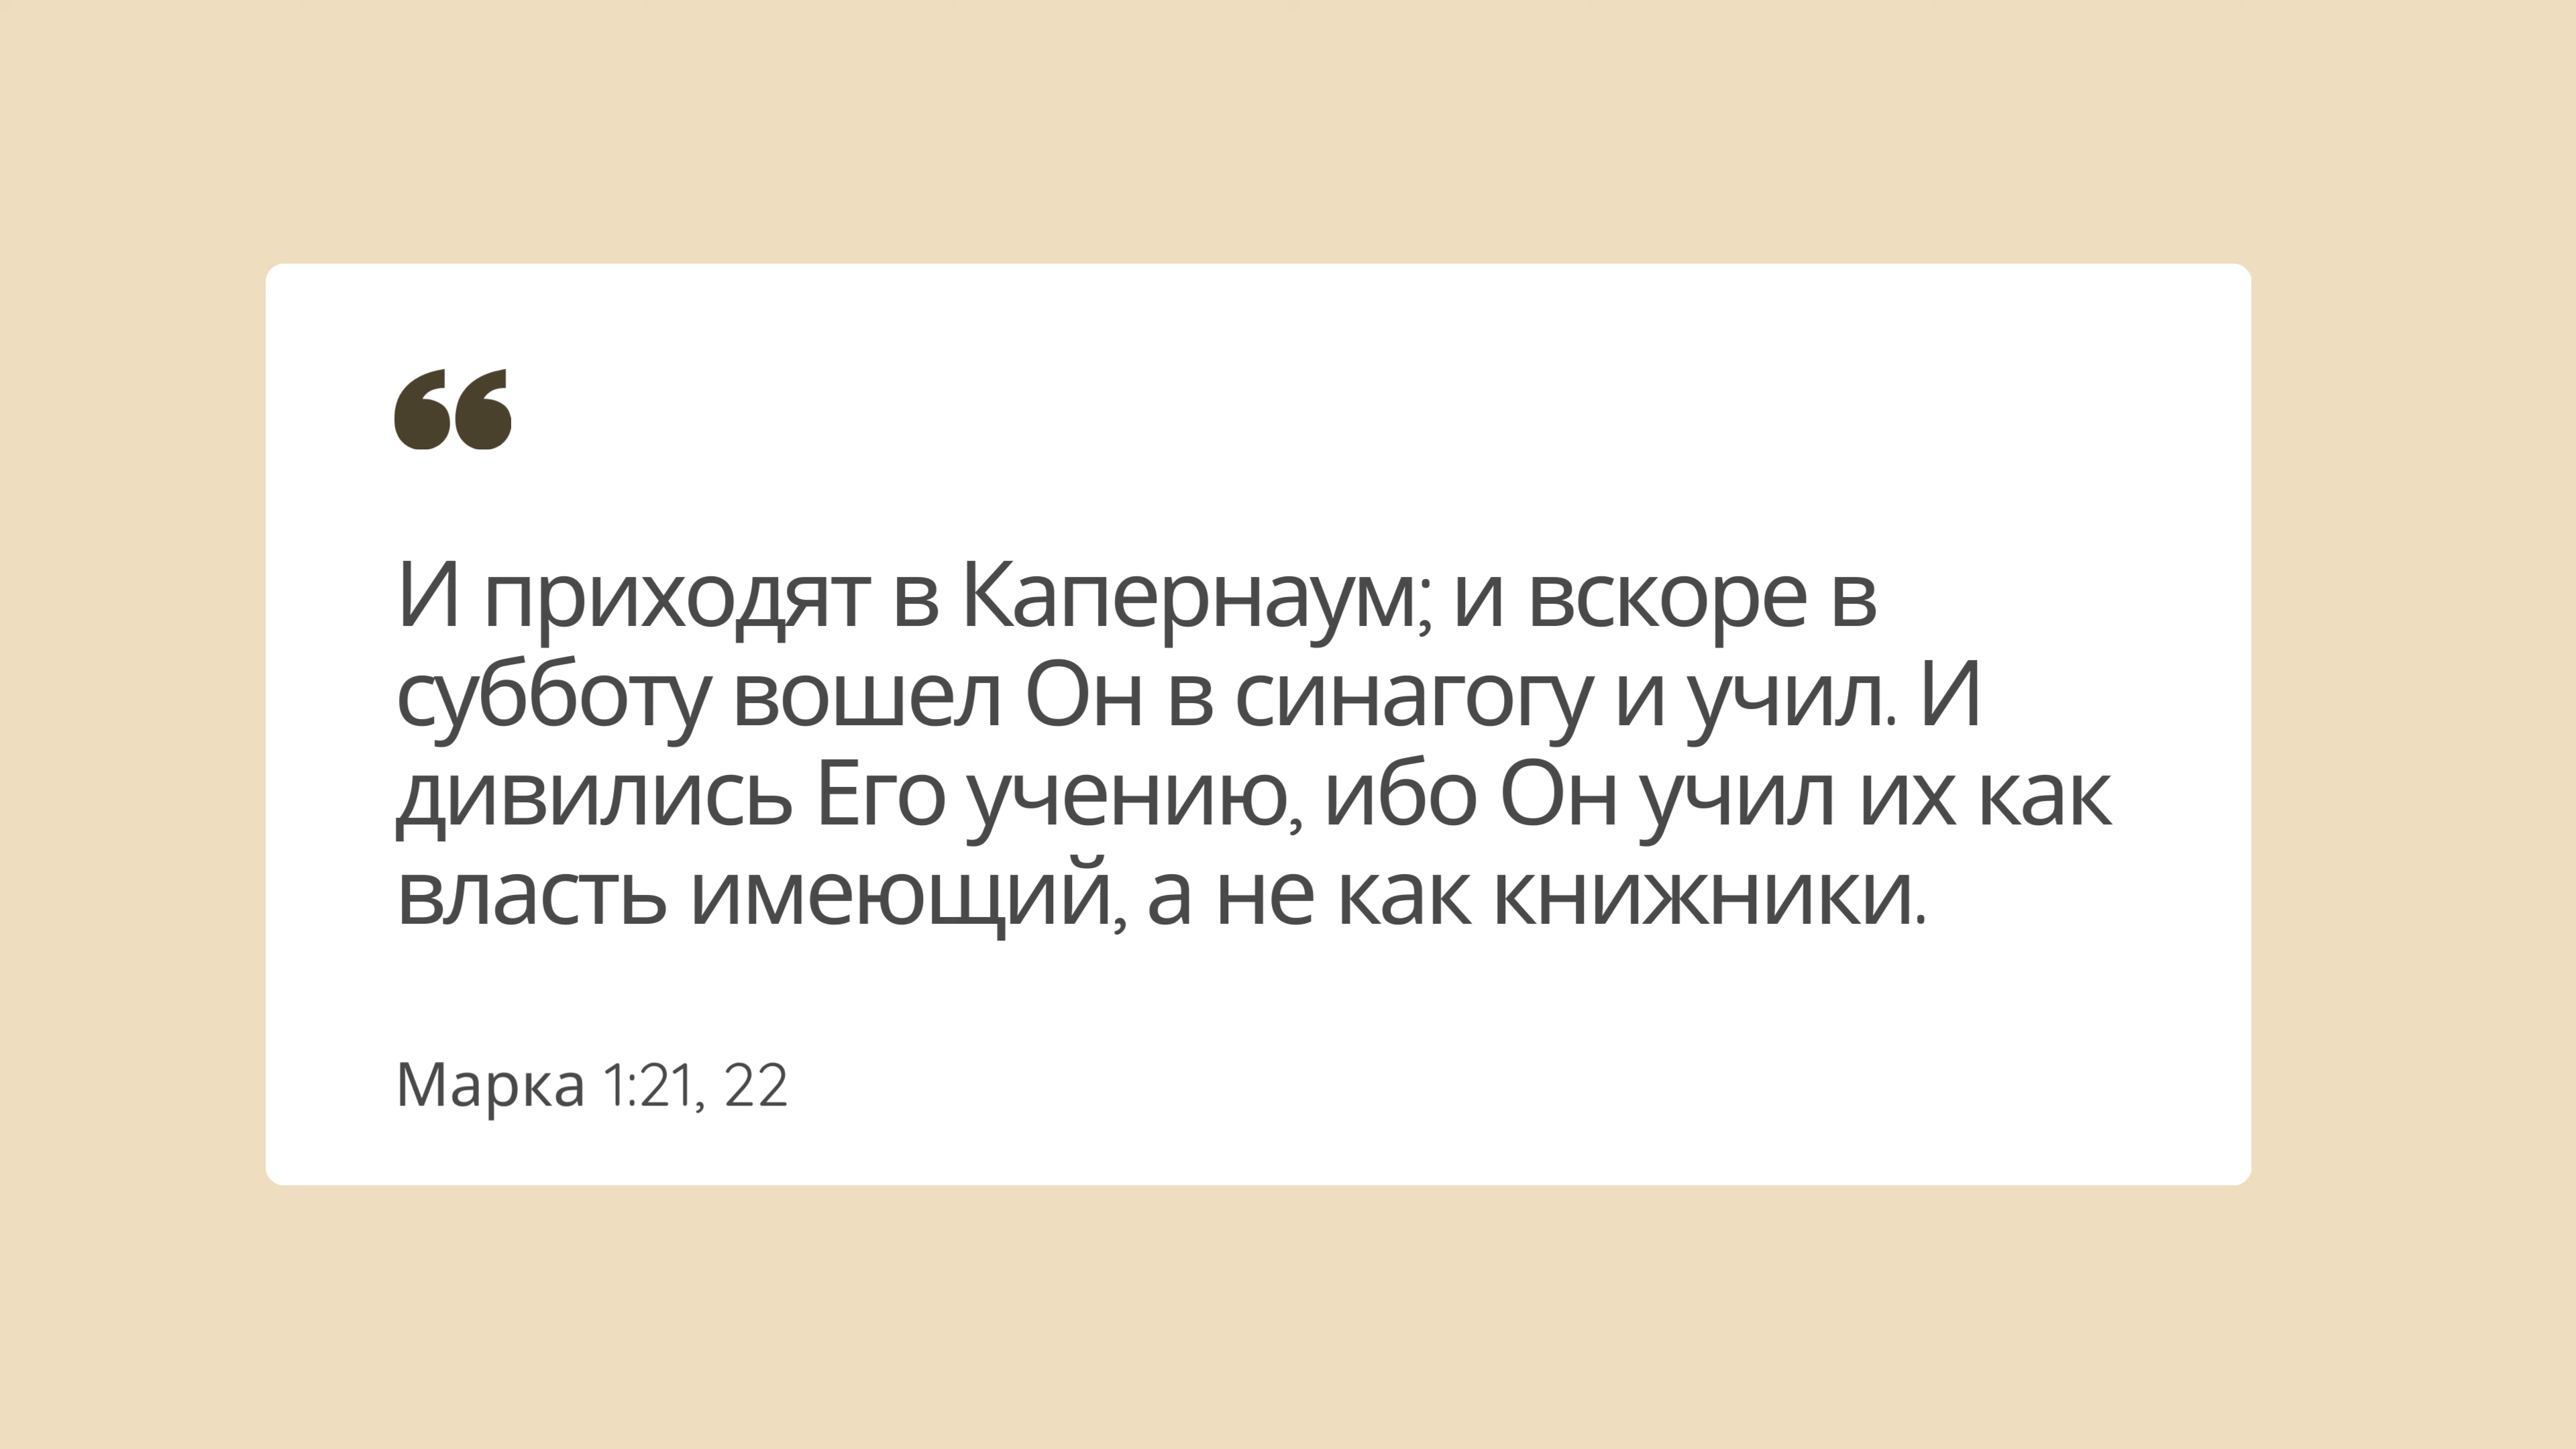 “
И приходят в Капернаум; и вскоре в
субботу вошел Он в синагогу и учил. И
дивились Его учению, ибо Он учил их как
власть имеющий, а не как книжники.
Марка 1:21, 22